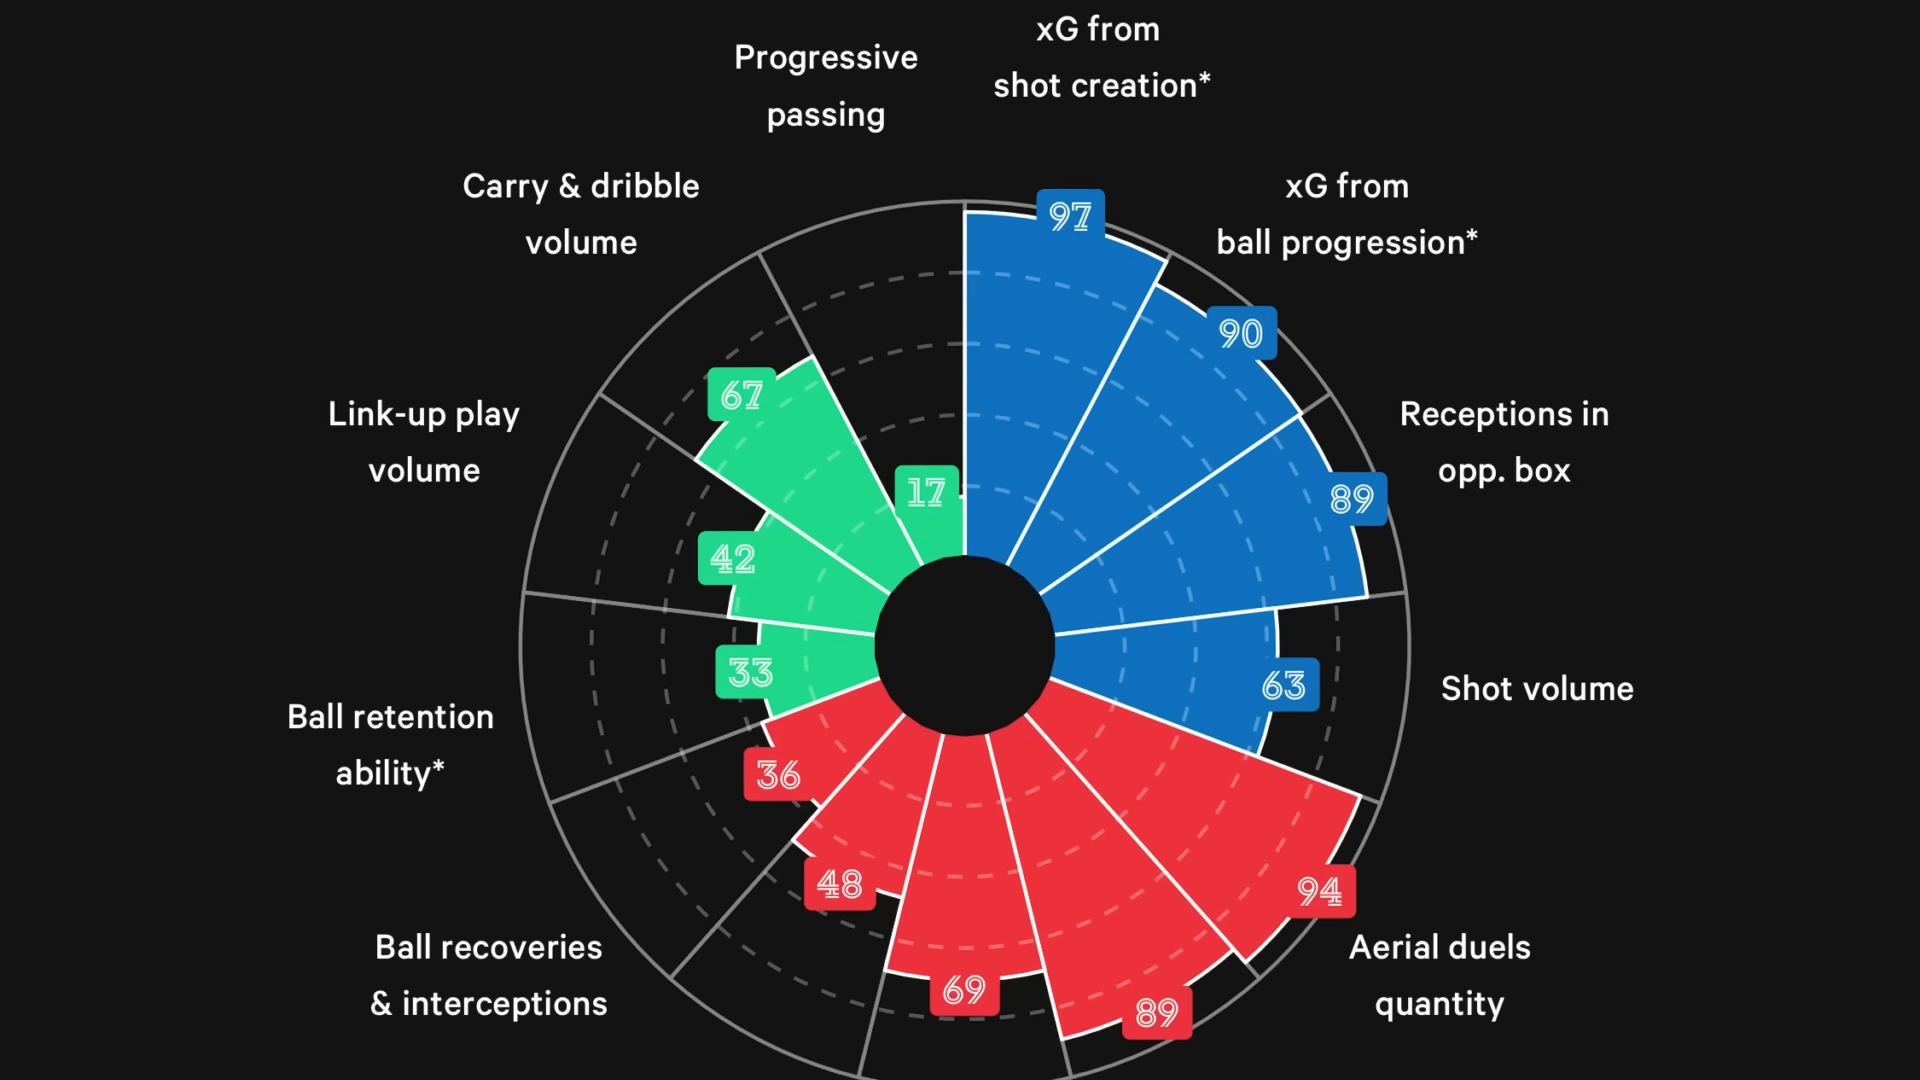 xG from
shot creation*
Progressive
passing
Carry & dribble
volume
xG from
ball progression*
97
90
67
Link-up play
volume
Receptions in
opp. box
17
89
42
33
63
Shot volume
Ball retention
ability*
36
48
94
69
89
Ball recoveries
& interceptions
Aerial duels
quantity